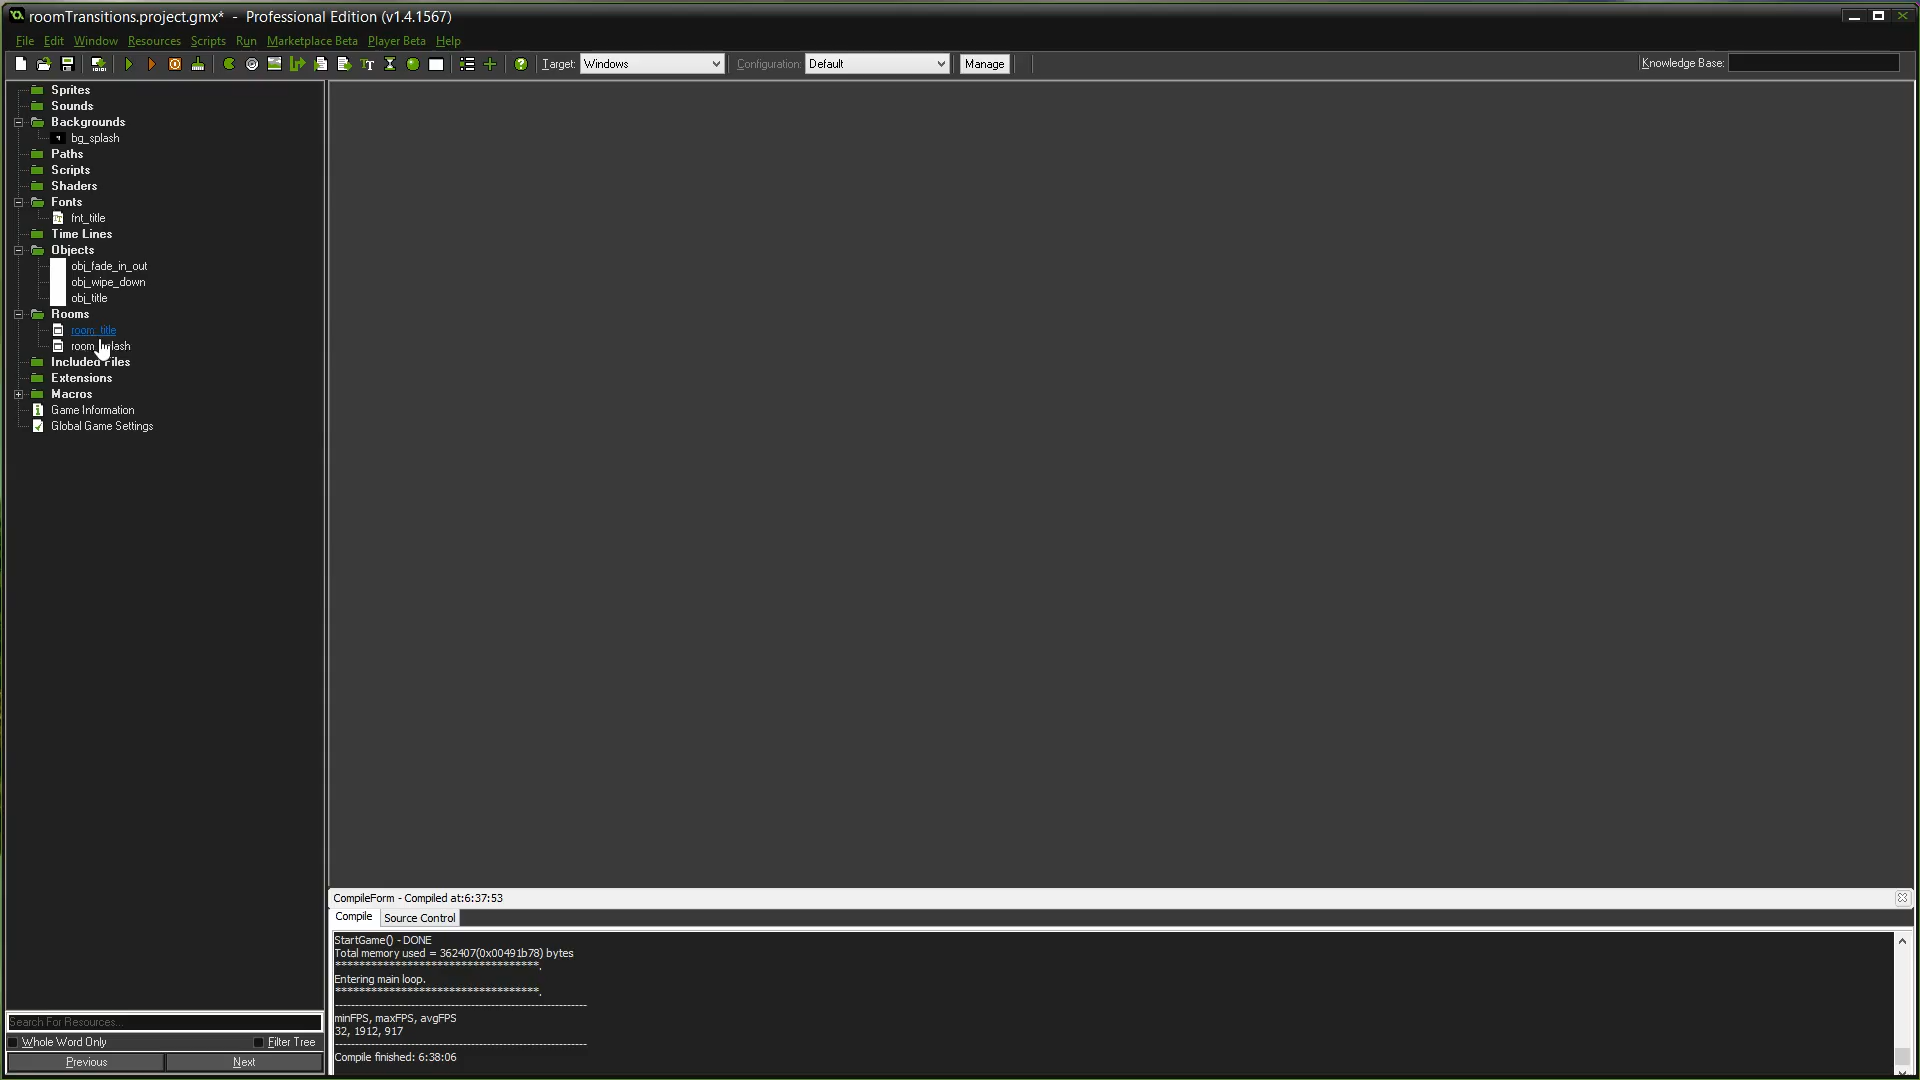 roomTransitions.project.gmx* - Professional Edition (v1.4.1567)
File Edit Window Resources Scripts Run Marketplace Beta Player Beta Help
Target: Windows Configuration: Default Manage Knowledge Base:
Sprites
Sounds
Backgrounds
bg_splash
Paths
Scripts
Shaders
Fonts
fnt_title
Time Lines
Objects
obj_fade_in_out
obj_wipe_down
obj_title
Rooms
room_title
room_splash
Included Files
Extensions
Macros
Game Information
Global Game Settings
Search For Resources...
Whole Word Only Filter Tree
Previous Next
CompileForm - Compiled at:6:37:53
Compile Source Control
StartGame() - DONE
Total memory used = 362407(0x00491b78) bytes
**********************************.
Entering main loop.
**********************************.
minFPS, maxFPS, avgFPS
32, 1912, 917
Compile finished: 6:38:06